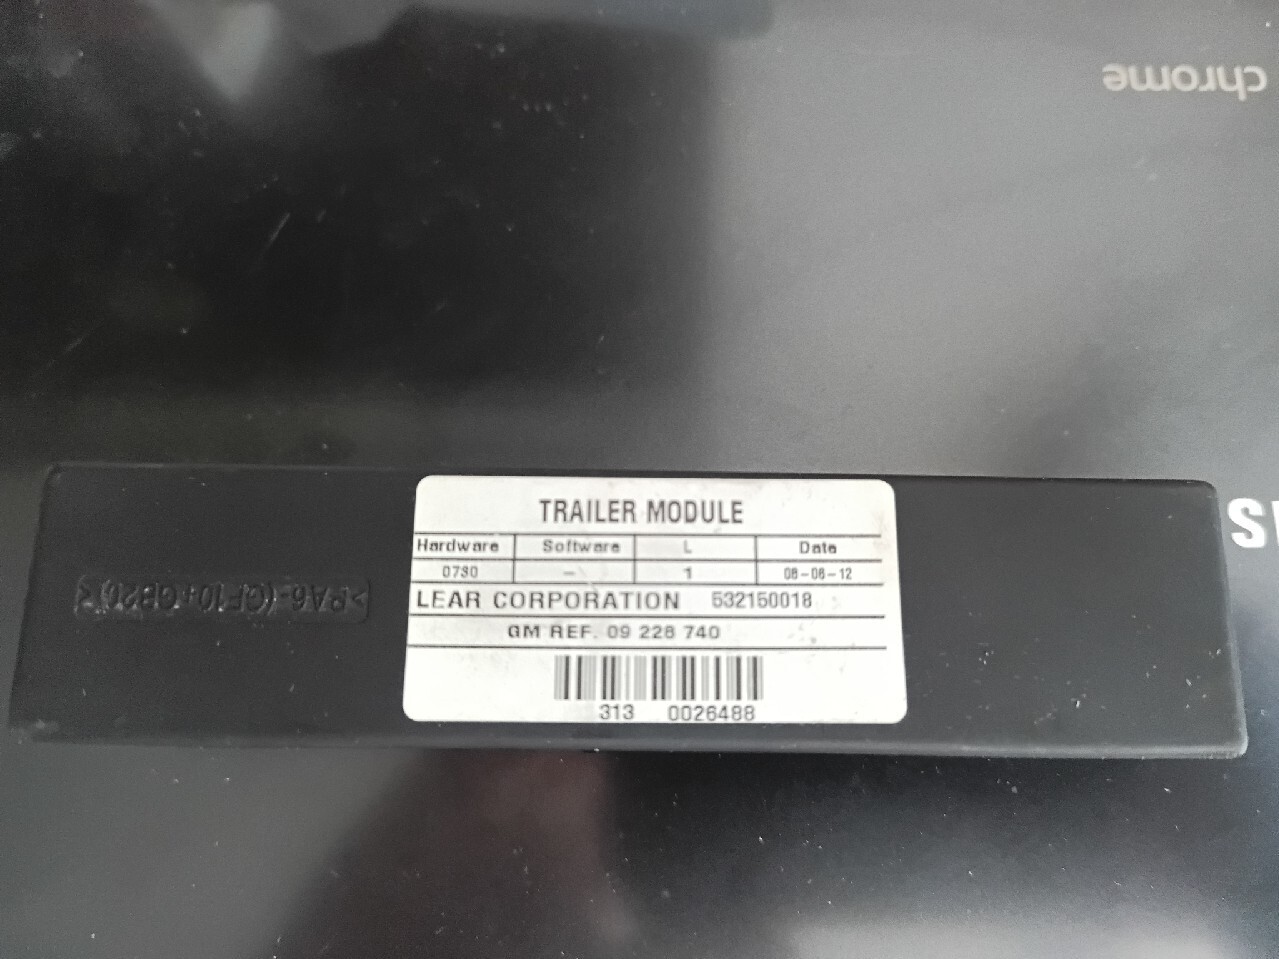 chrome
TRAILER MODULE
Hardware Software L Date
0730 - 1 08-06-12
LEAR CORPORATION 532150018
GM REF. 09 228 740
313 0026488
>PA6-(GF10+GB20)<